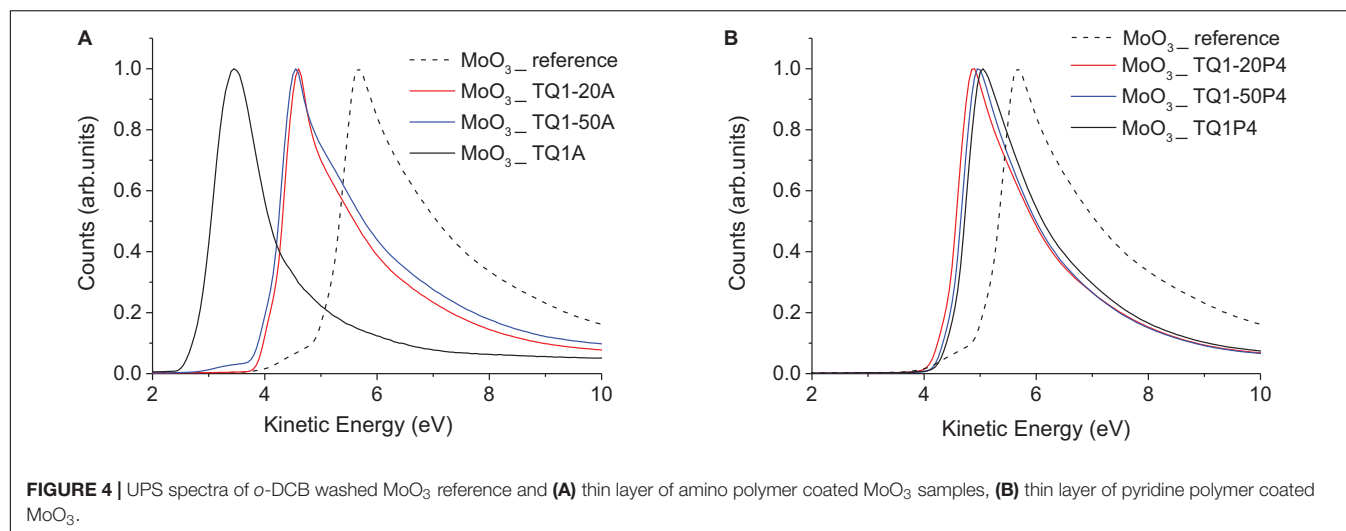 A
MoO₃_ reference
MoO₃_ TQ1-20A
MoO₃_ TQ1-50A
MoO₃_ TQ1A
1.0
0.8
0.6
0.4
0.2
0.0
Counts (arb.units)
2 4 6 8 10
Kinetic Energy (eV)
B
MoO₃_ reference
MoO₃_ TQ1-20P4
MoO₃_ TQ1-50P4
MoO₃_ TQ1P4
1.0
0.8
0.6
0.4
0.2
0.0
Counts (arb.units)
2 4 6 8 10
Kinetic Energy (eV)
FIGURE 4 | UPS spectra of o-DCB washed MoO₃ reference and (A) thin layer of amino polymer coated MoO₃ samples, (B) thin layer of pyridine polymer coated
MoO₃.